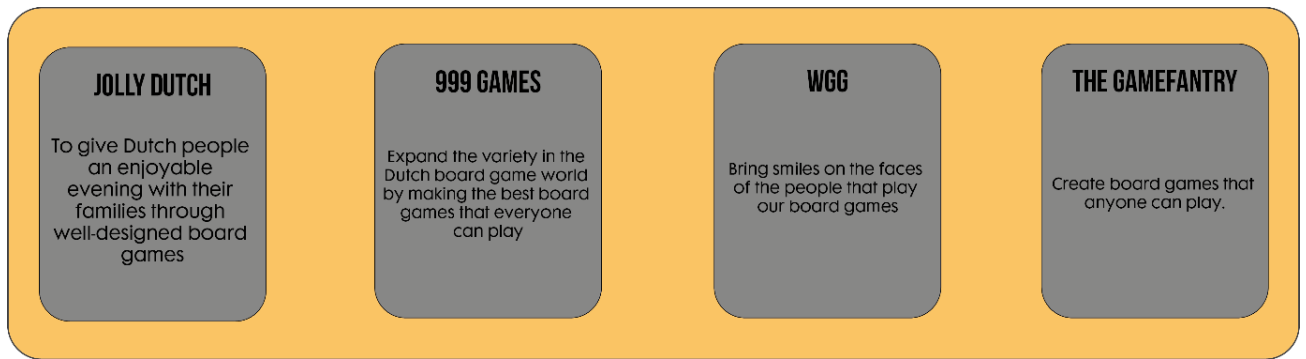 JOLLY DUTCH
To give Dutch people
an enjoyable
evening with their
families through
well-designed board
games
999 GAMES
Expand the variety in the
Dutch board game world
by making the best board
games that everyone
can play
WGG
Bring smiles on the faces
of the people that play
our board games
THE GAMEFANTRY
Create board games that
anyone can play.